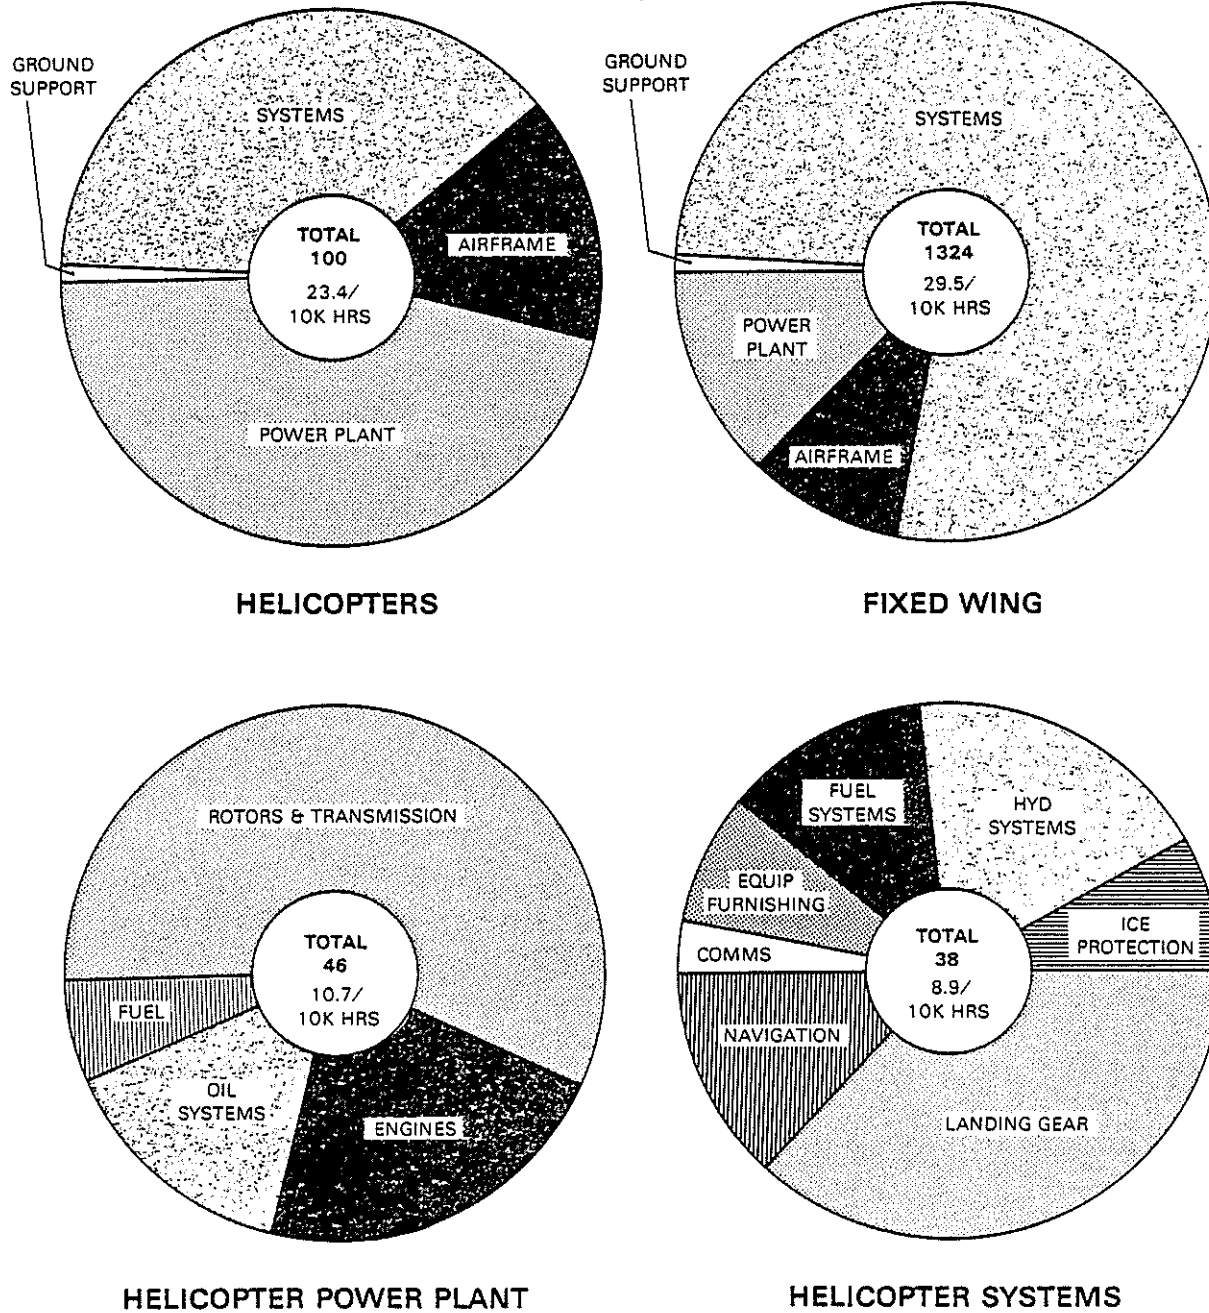 GROUND
SUPPORT
SYSTEMS
AIRFRAME
TOTAL
100
23.4/
10K HRS
POWER PLANT
HELICOPTERS
GROUND
SUPPORT
SYSTEMS
TOTAL
1324
29.5/
10K HRS
POWER
PLANT
AIRFRAME
FIXED WING
ROTORS & TRANSMISSION
TOTAL
46
10.7/
10K HRS
FUEL
OIL
SYSTEMS
ENGINES
HELICOPTER POWER PLANT
FUEL
SYSTEMS
HYD
SYSTEMS
EQUIP
FURNISHING
ICE
PROTECTION
COMMS
TOTAL
38
8.9/
10K HRS
NAVIGATION
LANDING GEAR
HELICOPTER SYSTEMS